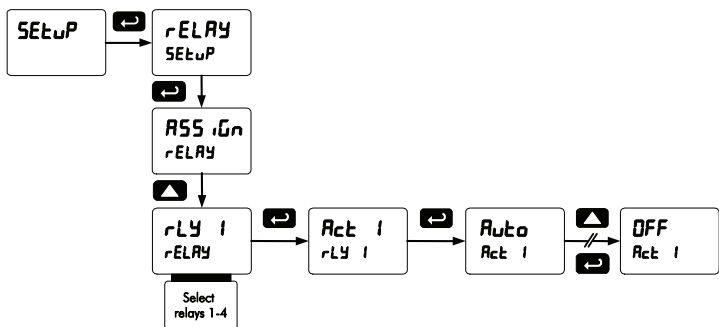 SEtuP
rELAY
SEtuP
ASSiGn
rELAY
rLY 1
rELAY
Act 1
rLY 1
Auto
Act 1
OFF
Act 1
Select
relays 1-4